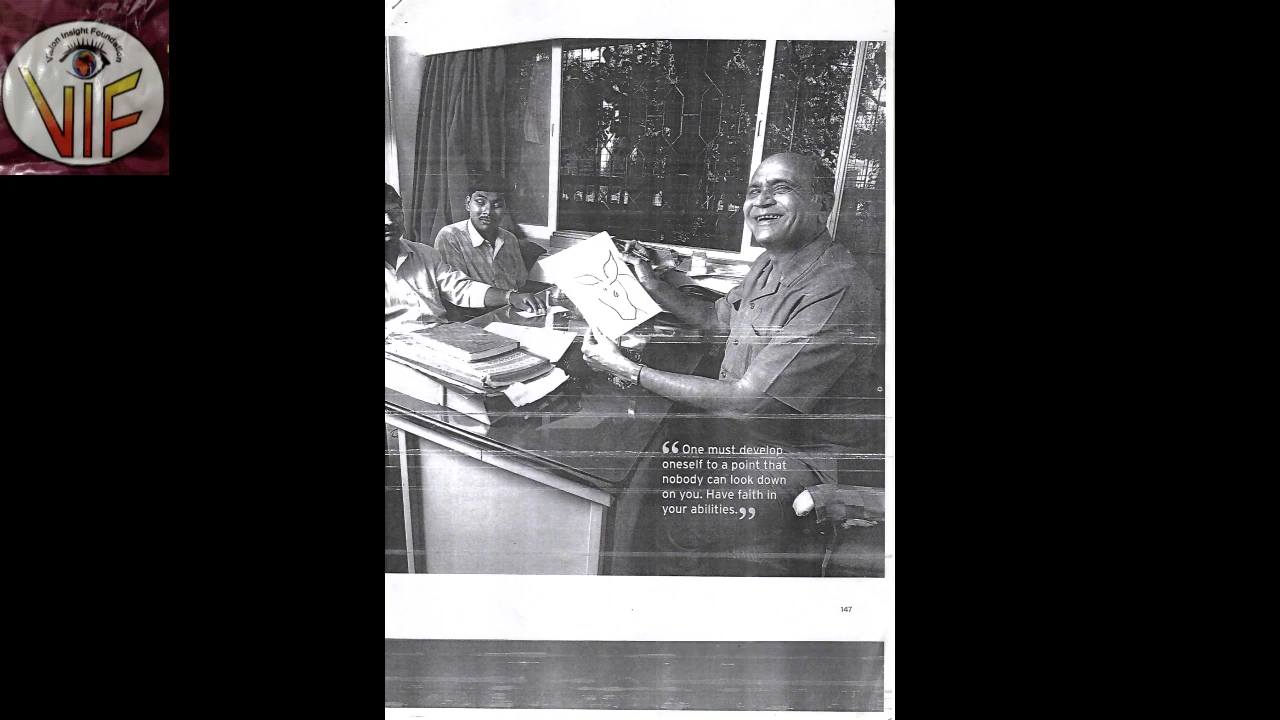 Vision Insight Foundation
VIF
“One must develop
oneself to a point that
nobody can look down
on you. Have faith in
your abilities.”
147